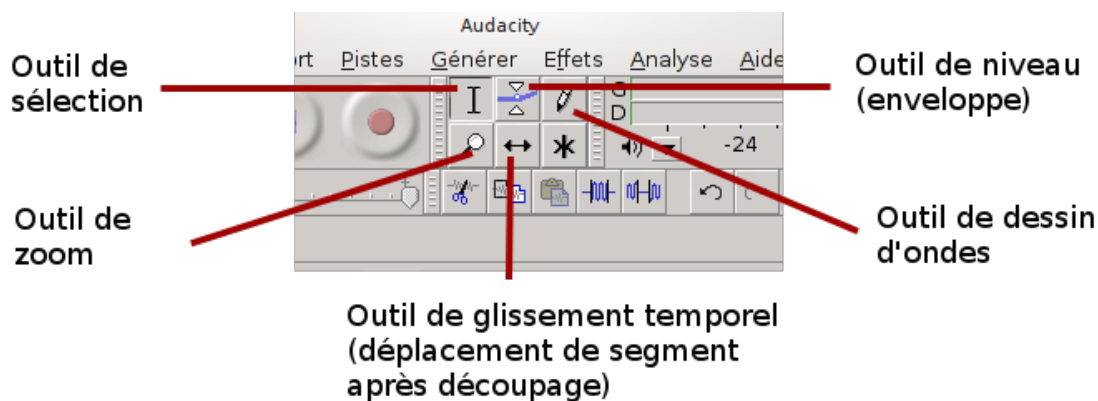 Audacity
ort Pistes Générer Effets Analyse Aide
Outil de
sélection
Outil de niveau
(enveloppe)
G
D
-24
Outil de
zoom
Outil de dessin
d'ondes
Outil de glissement temporel
(déplacement de segment
après découpage)